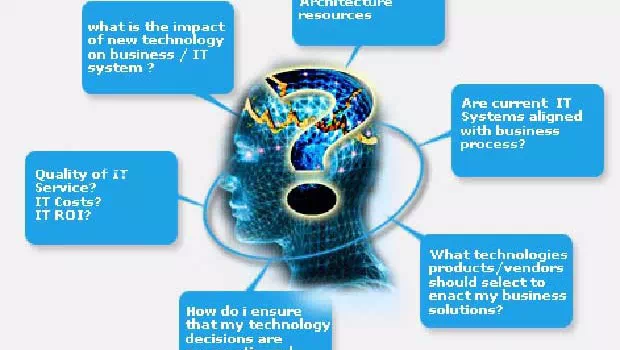 Architecture
resources
what is the impact
of new technology
on business / IT
system ?
Are current IT
Systems aligned
with business
process?
Quality of IT
Service?
IT Costs?
IT ROI?
What technologies
products/vendors
should select to
enact my business
solutions?
How do i ensure
that my technology
decisions are